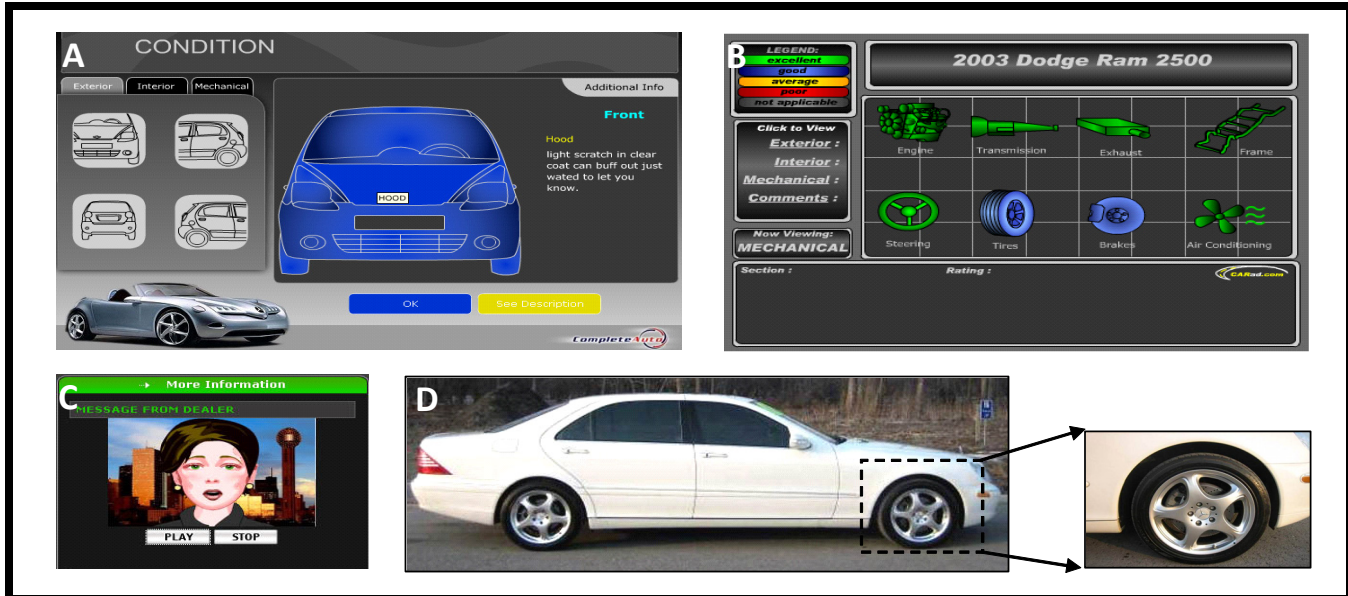 A
CONDITION
Exterior
Interior
Mechanical
Additional Info
Front
Hood
light scratch in clear
coat can buff out just
wated to let you
know.
HOOD
OK
See Description
CompleteAuto
B
LEGEND:
excellent
good
average
poor
not applicable
2003 Dodge Ram 2500
Click to View
Exterior :
Interior :
Mechanical :
Comments :
Now Viewing:
MECHANICAL
Engine
Transmission
Exhaust
Frame
Steering
Tires
Brakes
Air Conditioning
Section :
Rating :
CARad.com
C
More Information
MESSAGE FROM DEALER
PLAY
STOP
D